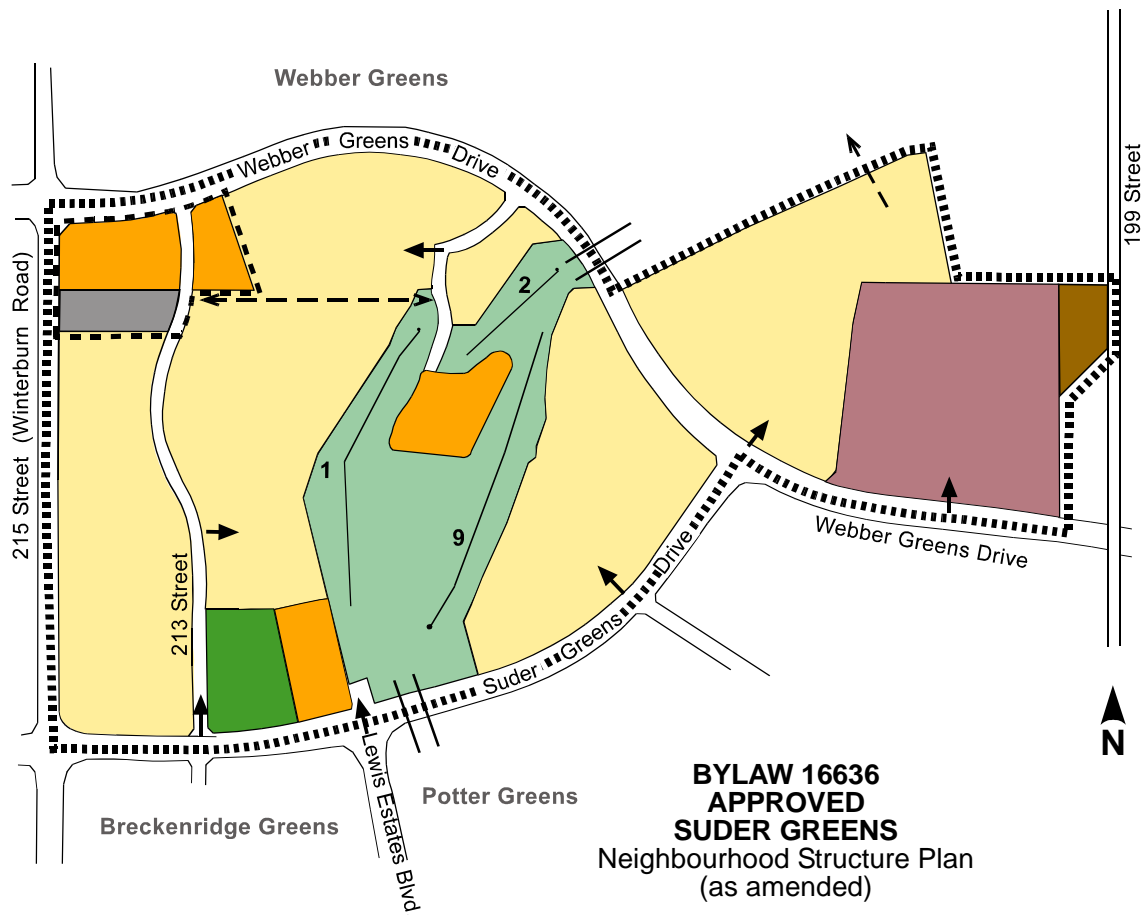 Webber Greens
Webber Greens Drive
199 Street
215 Street (Winterburn Road)
2
1
9
213 Street
Suder Greens Drive
Webber Greens Drive
Lewis Estates Blvd
Potter Greens
Breckenridge Greens
N
BYLAW 16636
APPROVED
SUDER GREENS
Neighbourhood Structure Plan
(as amended)